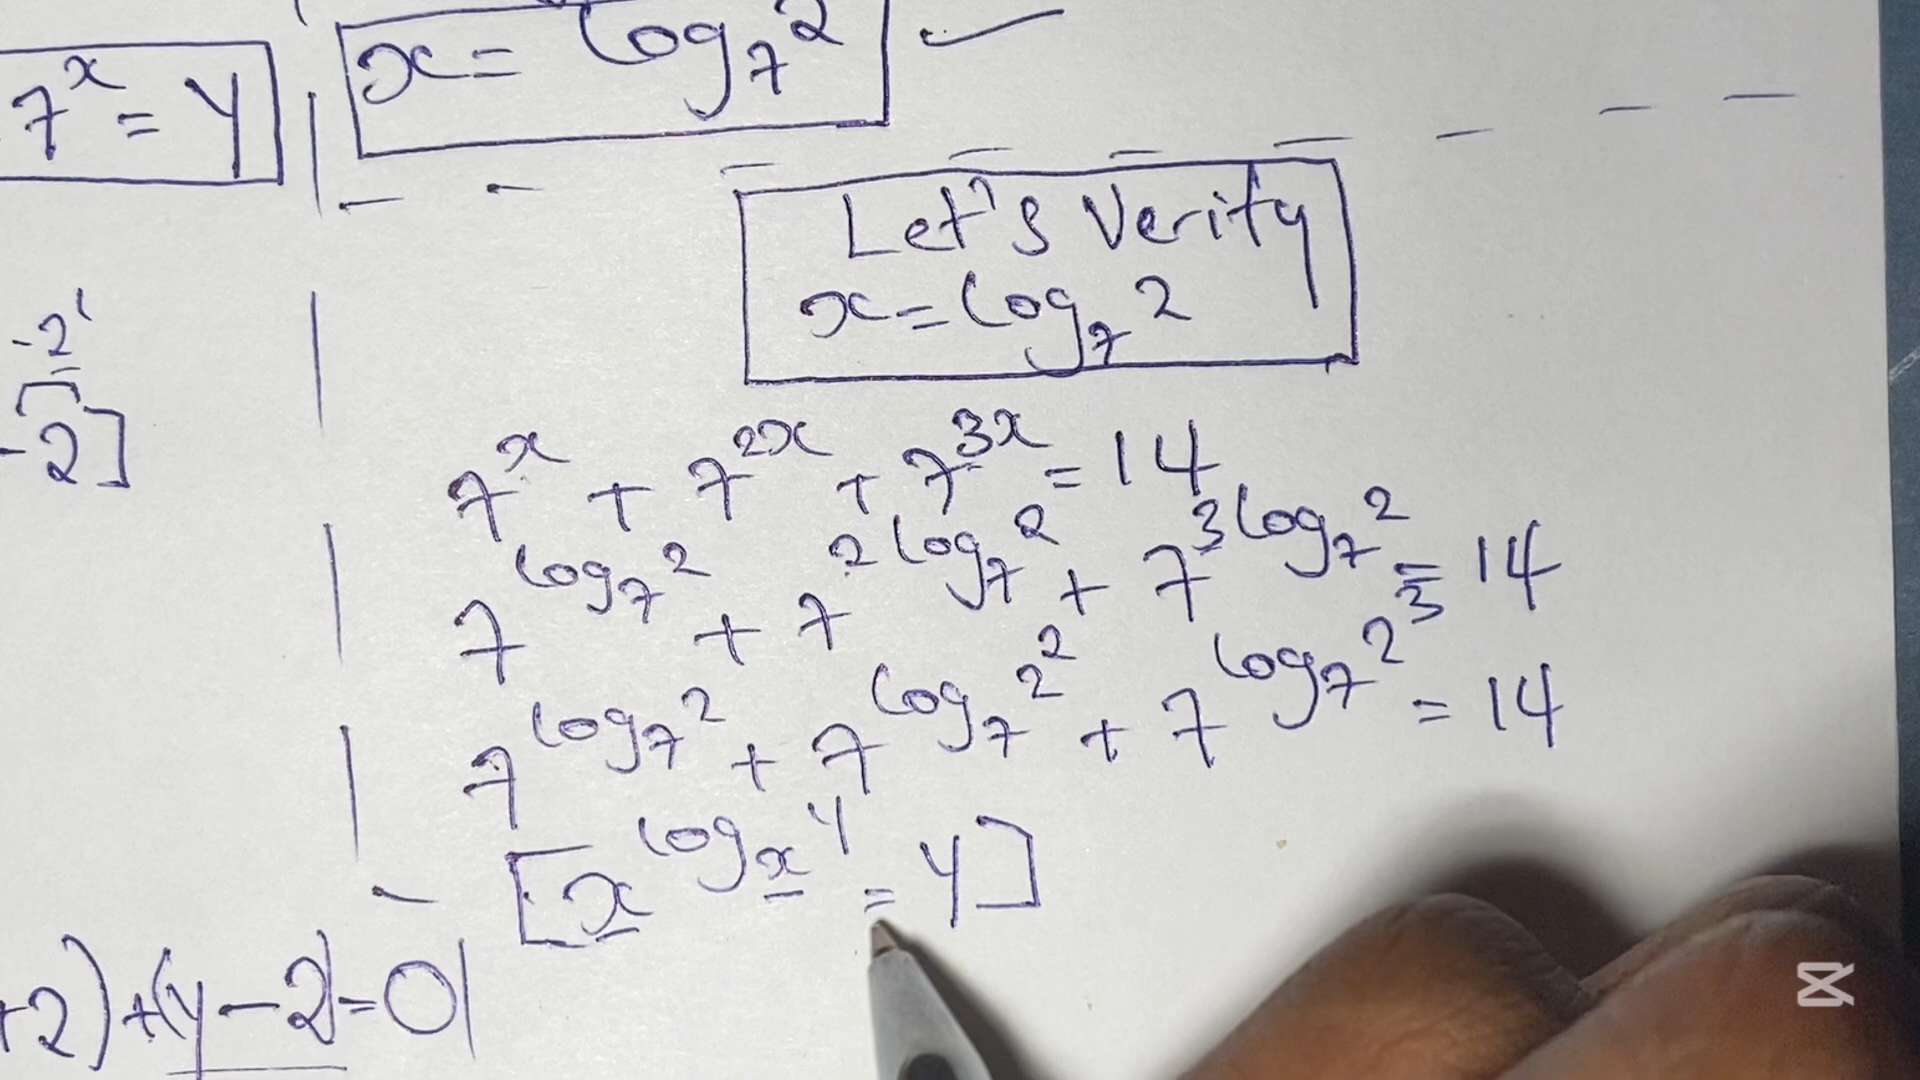 7^x = y
x = log_7 2
Let's Verify
x = log_7 2
-2
-2]
7^x + 7^{2x} + 7^{3x} = 14
7^{log_7 2} + 7^{2 log_7 2} + 7^{3 log_7 2} = 14
7^{log_7 2} + 7^{log_7 2^2} + 7^{log_7 2^3} = 14
[x^{log_x y} = y]
+2) + (y - 2) = 0